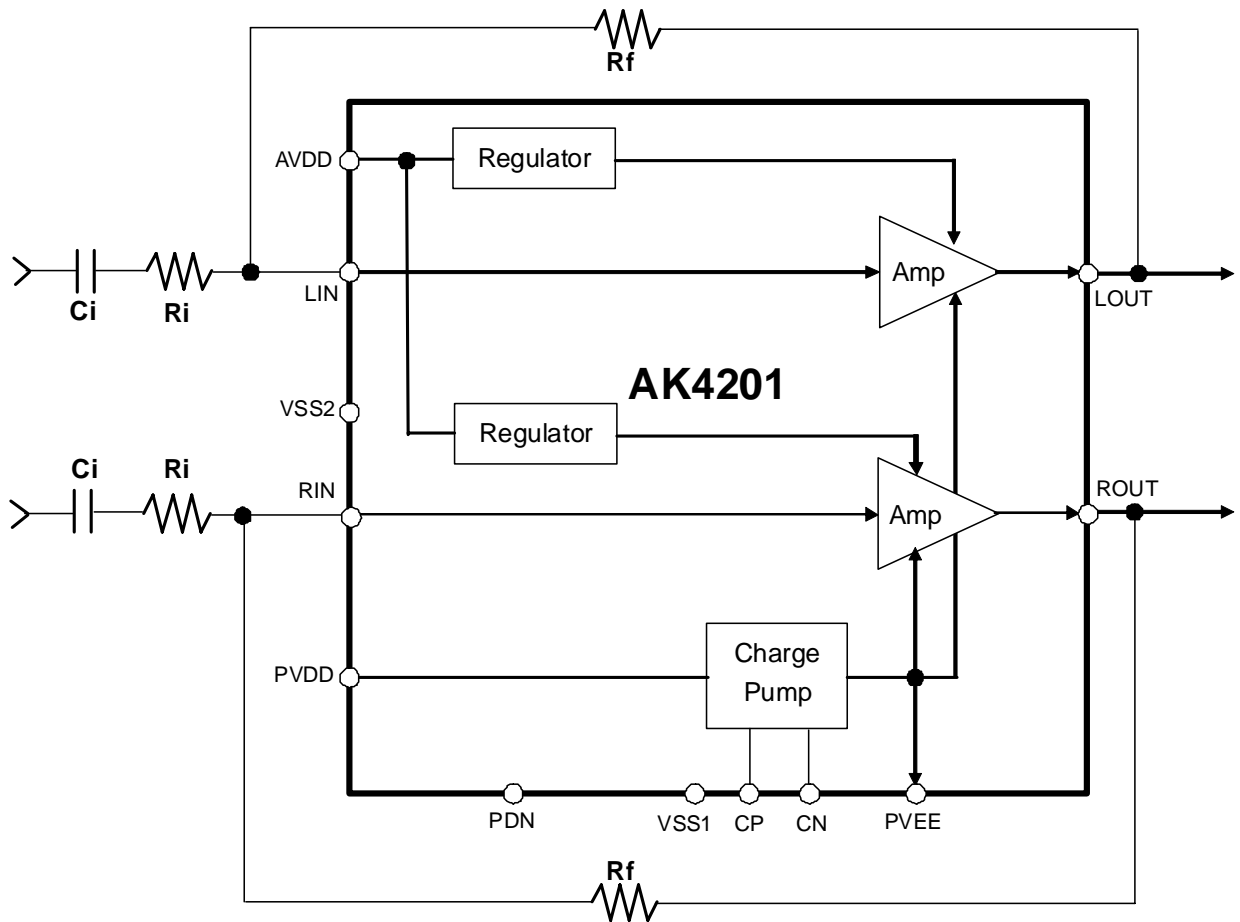 Rf
AVDD
Regulator
Ci
Ri
LIN
Amp
LOUT
AK4201
VSS2
Regulator
Ci
Ri
RIN
Amp
ROUT
PVDD
Charge
Pump
PDN
VSS1
CP
CN
PVEE
Rf